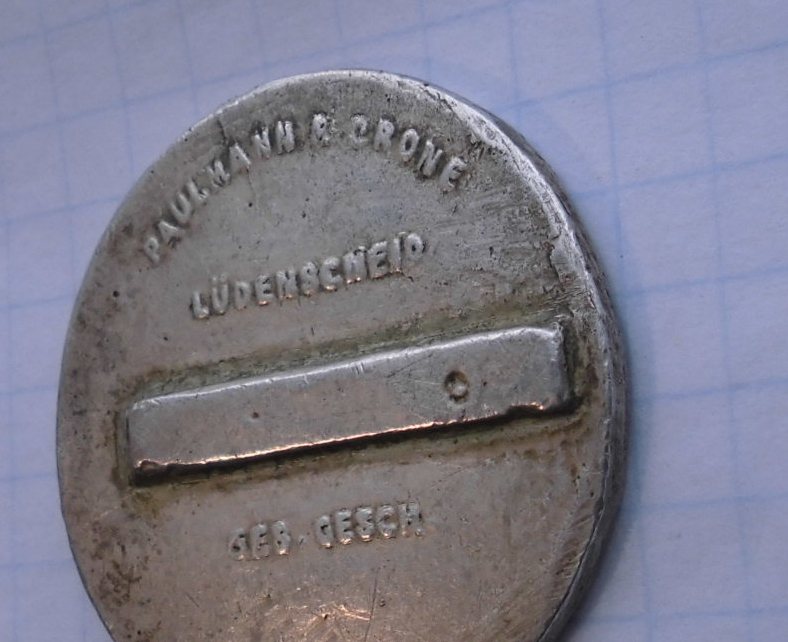 PAULMANN & CRONE
LÜDENSCHEID
GES. GESCH.